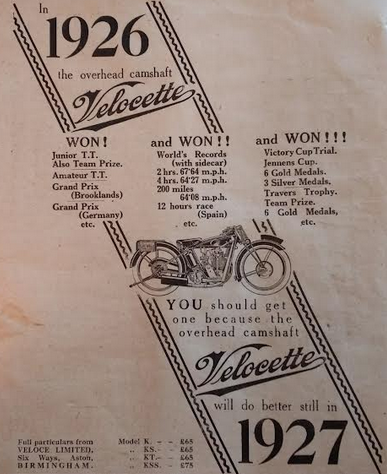 In
1926
the overhead camshaft
Velocette
WON!
Junior T.T.
Also Team Prize.
Amateur T.T.
Grand Prix
(Brooklands)
Grand Prix
(Germany)
etc.
and WON!!
World's Records
(with sidecar)
2 hrs. 67·64 m.p.h.
4 hrs. 64·27 m.p.h.
200 miles
64·08 m.p.h.
12 hours race
(Spain)
etc.
and WON!!!
Victory Cup Trial.
Jennens Cup.
6 Gold Medals.
3 Silver Medals.
Travers Trophy.
Team Prize.
6 Gold Medals,
etc.
YOU should get
one because the
overhead camshaft
Velocette
will do better still in
1927
Full particulars from
VELOCE LIMITED,
Six Ways, Aston,
BIRMINGHAM.
Model K. - - £65
„ KS. - - £65
„ KT. - - £65
„ KSS. - £75